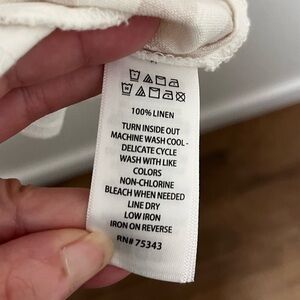 100% LINEN
TURN INSIDE OUT
MACHINE WASH COOL -
DELICATE CYCLE
WASH WITH LIKE
COLORS
NON-CHLORINE
BLEACH WHEN NEEDED
LINE DRY
LOW IRON
IRON ON REVERSE
RN# 75343